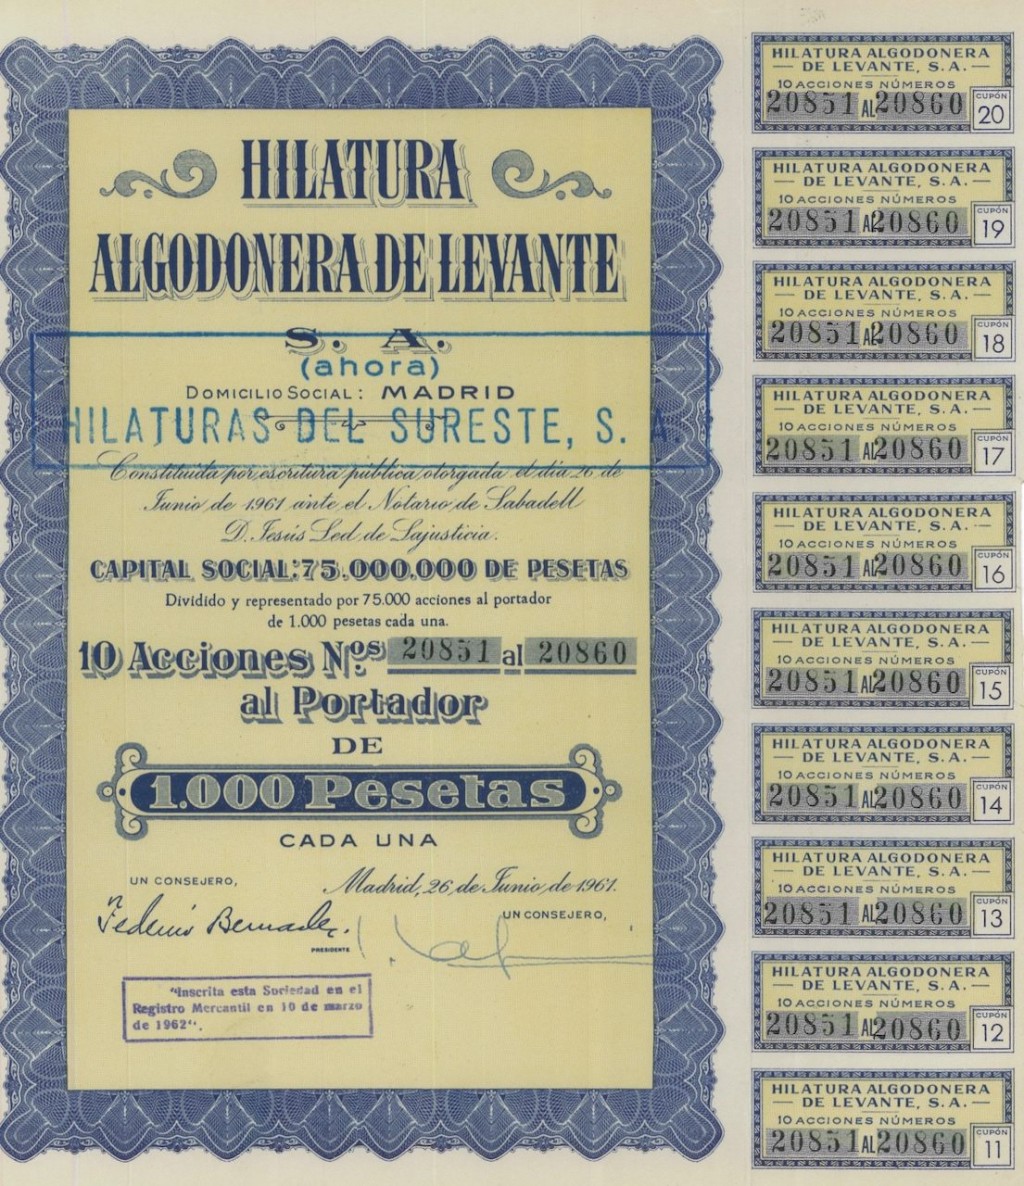 HILATURA
ALGODONERA DE LEVANTE
S. A.
(ahora)
DOMICILIO SOCIAL: MADRID
HILATURAS DEL SURESTE, S. A.
Constituida por escritura pública otorgada el día 26 de
Junio de 1961 ante el Notario de Sabadell
D. Jesús Led de Lajusticia.
CAPITAL SOCIAL: 75.000.000 DE PESETAS
Dividido y representado por 75.000 acciones al portador
de 1.000 pesetas cada una.
10 Acciones Nos. 20851 al 20860
al Portador
DE
1.000 Pesetas
CADA UNA
Madrid, 26 de Junio de 1961.
UN CONSEJERO,
UN CONSEJERO,
PRESIDENTE
"Inscrita esta Sociedad en el
Registro Mercantil en 10 de marzo
de 1962".
HILATURA ALGODONERA
— DE LEVANTE, S. A. —
10 ACCIONES NÚMEROS
20851 AL 20860
CUPÓN
20
HILATURA ALGODONERA
— DE LEVANTE, S. A. —
10 ACCIONES NÚMEROS
20851 AL 20860
CUPÓN
19
HILATURA ALGODONERA
— DE LEVANTE, S. A. —
10 ACCIONES NÚMEROS
20851 AL 20860
CUPÓN
18
HILATURA ALGODONERA
— DE LEVANTE, S. A. —
10 ACCIONES NÚMEROS
20851 AL 20860
CUPÓN
17
HILATURA ALGODONERA
— DE LEVANTE, S. A. —
10 ACCIONES NÚMEROS
20851 AL 20860
CUPÓN
16
HILATURA ALGODONERA
— DE LEVANTE, S. A. —
10 ACCIONES NÚMEROS
20851 AL 20860
CUPÓN
15
HILATURA ALGODONERA
— DE LEVANTE, S. A. —
10 ACCIONES NÚMEROS
20851 AL 20860
CUPÓN
14
HILATURA ALGODONERA
— DE LEVANTE, S. A. —
10 ACCIONES NÚMEROS
20851 AL 20860
CUPÓN
13
HILATURA ALGODONERA
— DE LEVANTE, S. A. —
10 ACCIONES NÚMEROS
20851 AL 20860
CUPÓN
12
HILATURA ALGODONERA
— DE LEVANTE, S. A. —
10 ACCIONES NÚMEROS
20851 AL 20860
CUPÓN
11